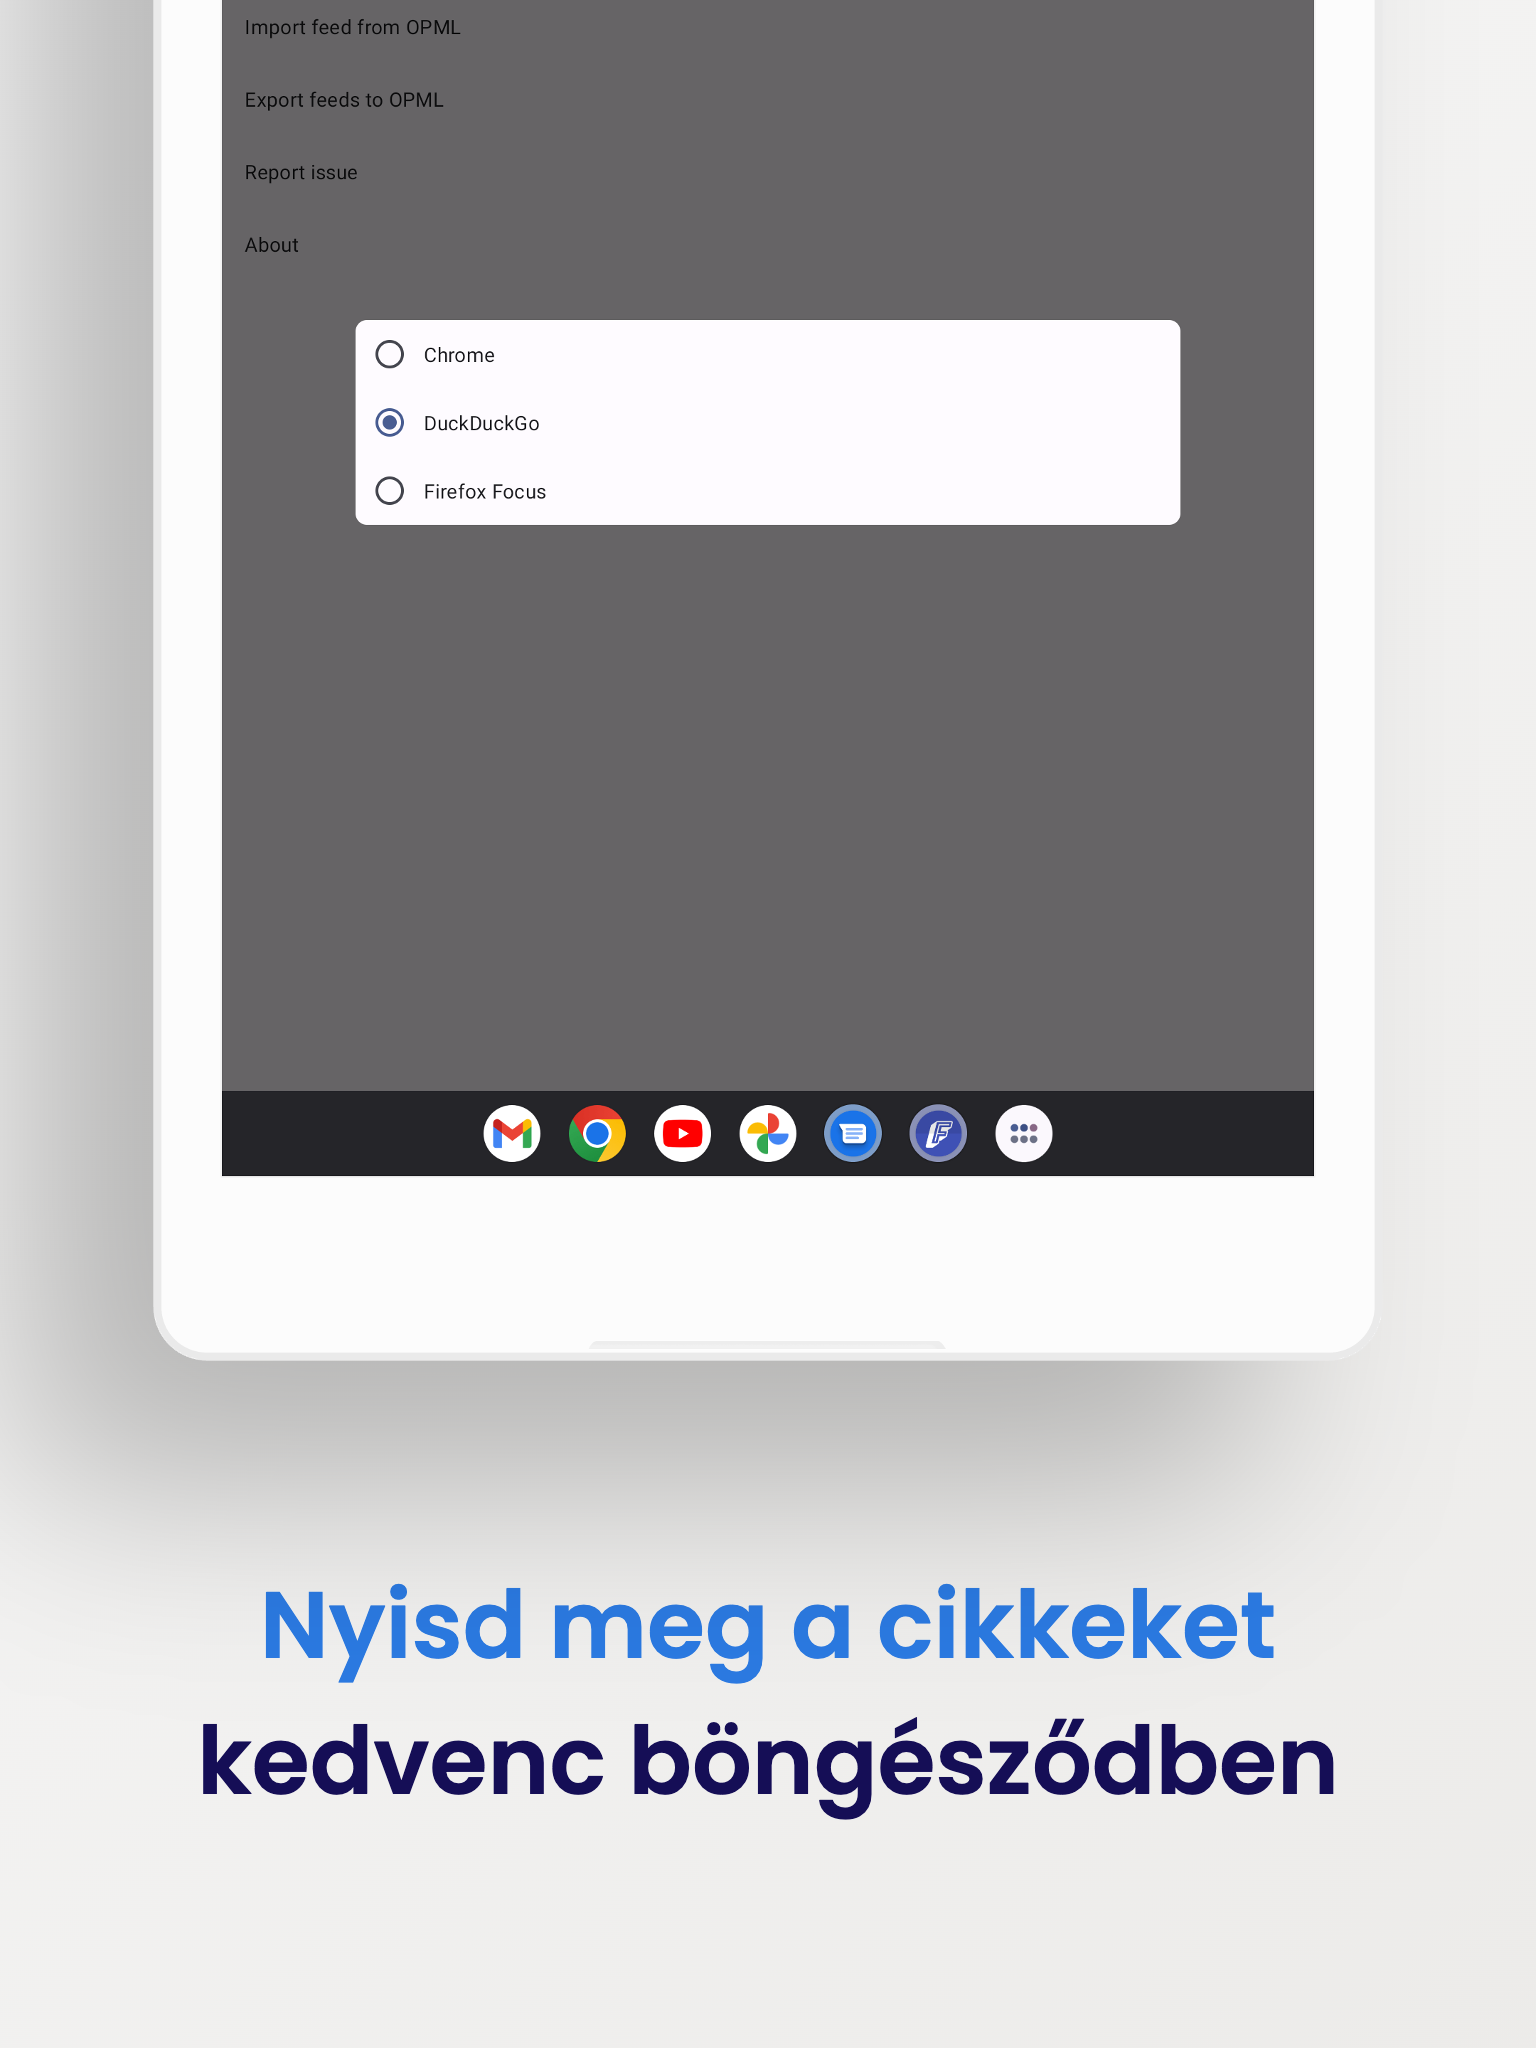 Import feed from OPML
Export feeds to OPML
Report issue
About
Chrome
DuckDuckGo
Firefox Focus
Nyisd meg a cikkeket
kedvenc böngésződben